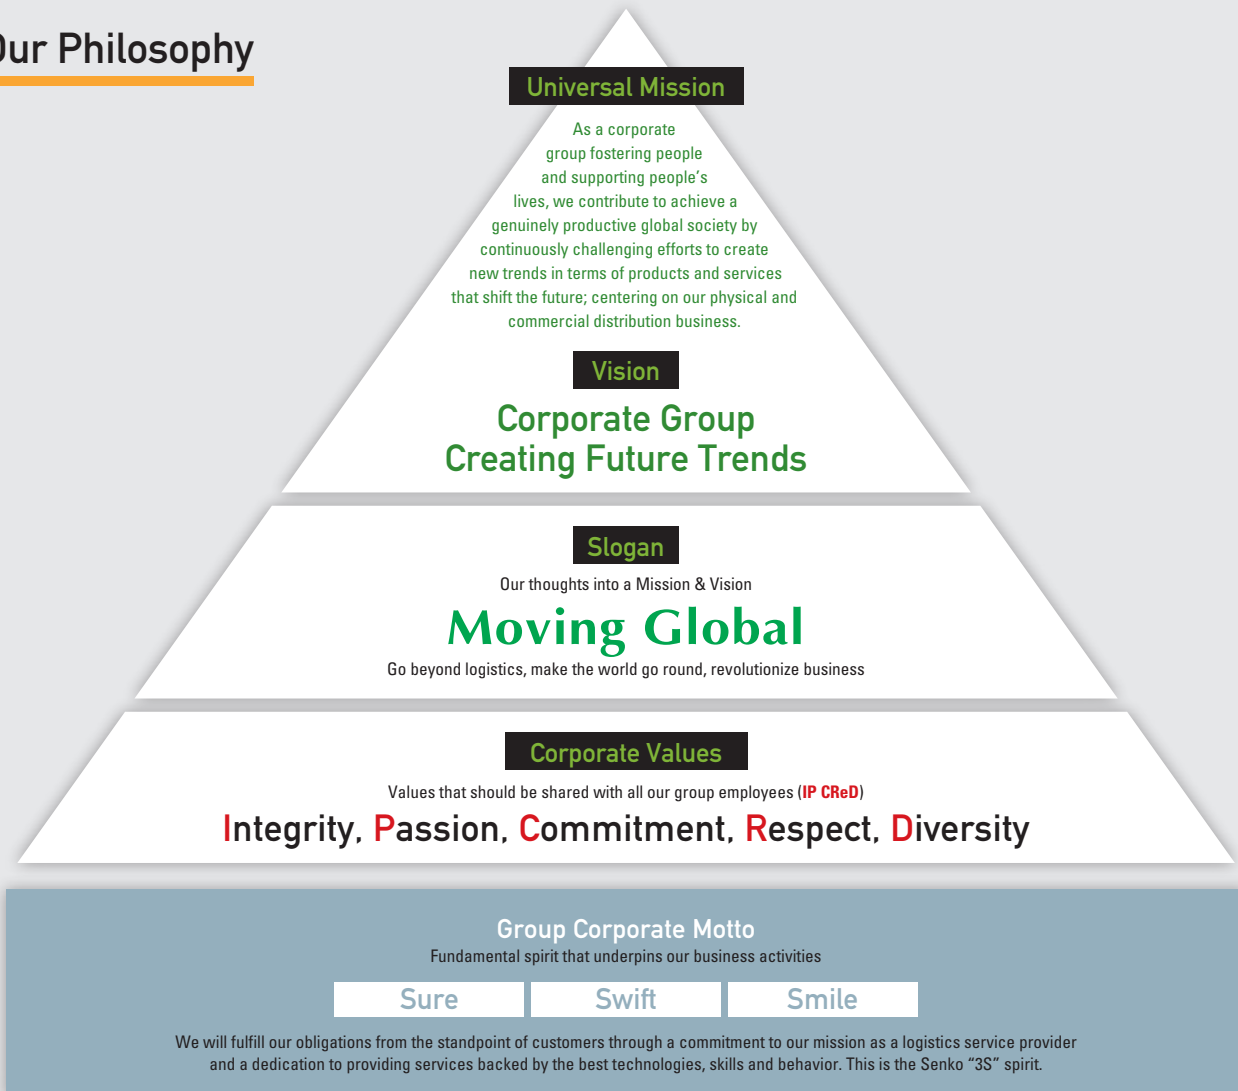 Our Philosophy
Universal Mission
As a corporate
group fostering people
and supporting people's
lives, we contribute to achieve a
genuinely productive global society by
continuously challenging efforts to create
new trends in terms of products and services
that shift the future; centering on our physical and
commercial distribution business.
Vision
Corporate Group
Creating Future Trends
Slogan
Our thoughts into a Mission & Vision
Moving Global
Go beyond logistics, make the world go round, revolutionize business
Corporate Values
Values that should be shared with all our group employees (IP CReD)
Integrity, Passion, Commitment, Respect, Diversity
Group Corporate Motto
Fundamental spirit that underpins our business activities
Sure Swift Smile
We will fulfill our obligations from the standpoint of customers through a commitment to our mission as a logistics service provider
and a dedication to providing services backed by the best technologies, skills and behavior. This is the Senko “3S” spirit.